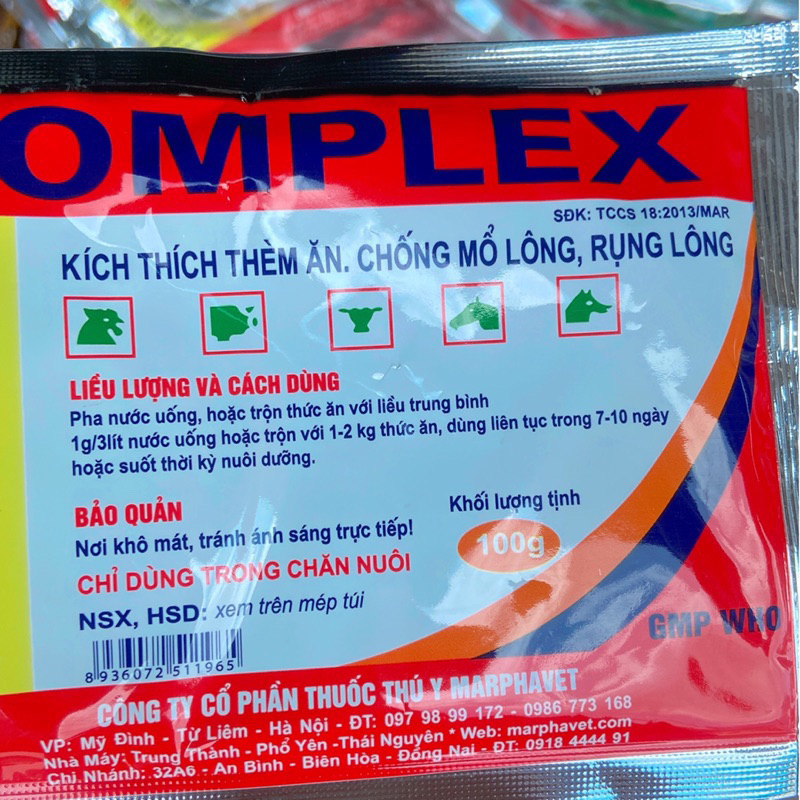 OMPLEX
SĐK: TCCS 18:2013/MAR
KÍCH THÍCH THÈM ĂN. CHỐNG MỔ LÔNG, RỤNG LÔNG
LIỀU LƯỢNG VÀ CÁCH DÙNG
Pha nước uống, hoặc trộn thức ăn với liều trung bình
1g/3lít nước uống hoặc trộn với 1-2 kg thức ăn, dùng liên tục trong 7-10 ngày
hoặc suốt thời kỳ nuôi dưỡng.
BẢO QUẢN
Nơi khô mát, tránh ánh sáng trực tiếp!
CHỈ DÙNG TRONG CHĂN NUÔI
NSX, HSD: xem trên mép túi
Khối lượng tịnh
100g
8 936072 511965
GMP WHO
CÔNG TY CỔ PHẦN THUỐC THÚ Y MARPHAVET
VP: Mỹ Đình - Từ Liêm - Hà Nội - ĐT: 097 98 99 172 - 0986 773 168
Nhà Máy: Trung Thành - Phổ Yên -Thái Nguyên * Web: marphavet.com
Chi Nhánh: 32A6 - An Bình - Biên Hòa - Đồng Nai - ĐT: 0918 4444 91